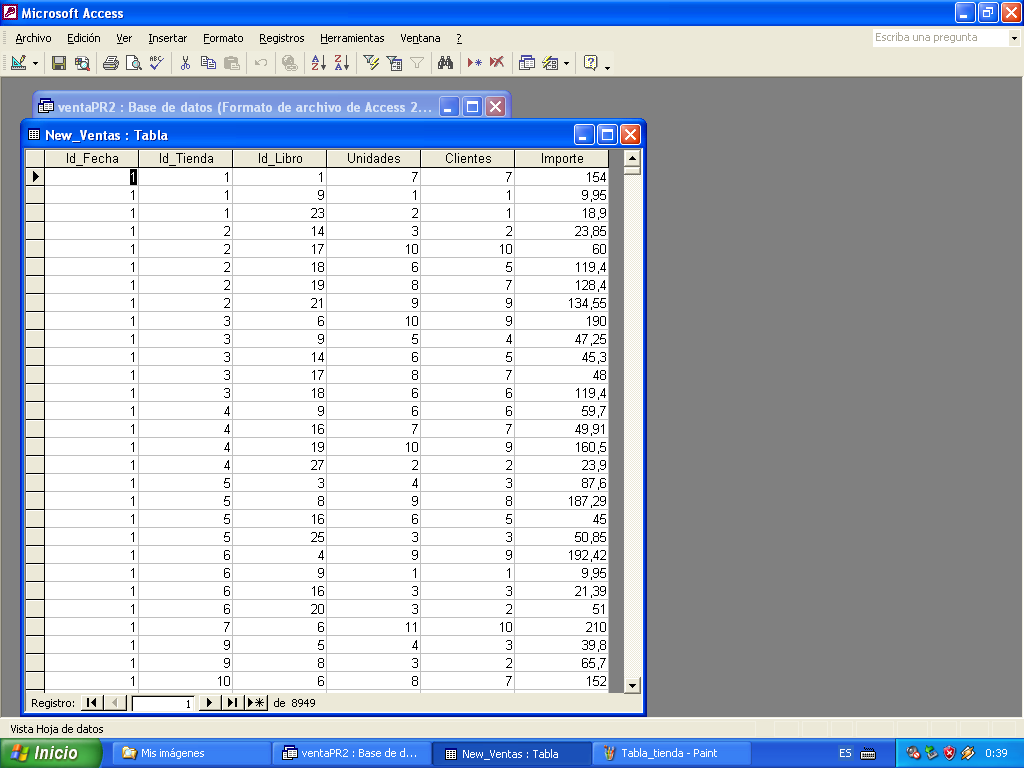 Microsoft Access
Archivo Edición Ver Insertar Formato Registros Herramientas Ventana ? Escriba una pregunta
ventaPR2 : Base de datos (Formato de archivo de Access 2...
New_Ventas : Tabla
Id_Fecha Id_Tienda Id_Libro Unidades Clientes Importe
1 1 1 7 7 154
1 1 9 1 1 9,95
1 1 23 2 1 18,9
1 2 14 3 2 23,85
1 2 17 10 10 60
1 2 18 6 5 119,4
1 2 19 8 7 128,4
1 2 21 9 9 134,55
1 3 6 10 9 190
1 3 9 5 4 47,25
1 3 14 6 5 45,3
1 3 17 8 7 48
1 3 18 6 6 119,4
1 4 9 6 6 59,7
1 4 16 7 7 49,91
1 4 19 10 9 160,5
1 4 27 2 2 23,9
1 5 3 4 3 87,6
1 5 8 9 8 187,29
1 5 16 6 5 45
1 5 25 3 3 50,85
1 6 4 9 9 192,42
1 6 9 1 1 9,95
1 6 16 3 3 21,39
1 6 20 3 2 51
1 7 6 11 10 210
1 9 5 4 3 39,8
1 9 8 3 2 65,7
1 10 6 8 7 152
Registro: 1 de 8949
Vista Hoja de datos
Inicio Mis imágenes ventaPR2 : Base de d... New_Ventas : Tabla Tabla_tienda - Paint ES 0:39